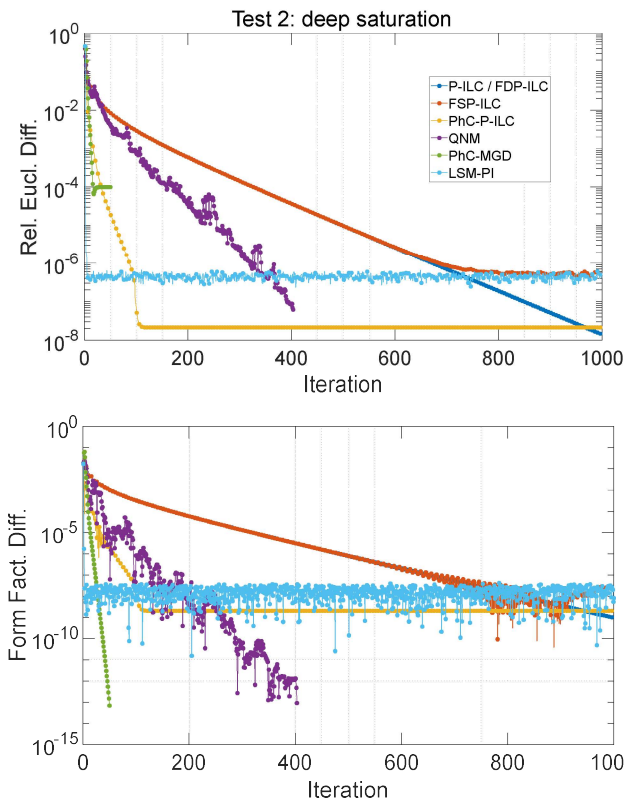 Test 2: deep saturation
10^0
10^-2
10^-4
10^-6
10^-8
Rel. Eucl. Diff.
P-ILC / FDP-ILC
FSP-ILC
PhC-P-ILC
QNM
PhC-MGD
LSM-PI
0 200 400 600 800 1000
Iteration
10^0
10^-5
10^-10
10^-15
Form Fact. Diff.
0 200 400 600 800 1000
Iteration